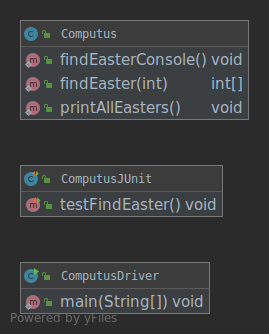 Computus
findEasterConsole() void
findEaster(int) int[]
printAllEasters() void
ComputusJUnit
testFindEaster() void
ComputusDriver
main(String[]) void
Powered by yFiles